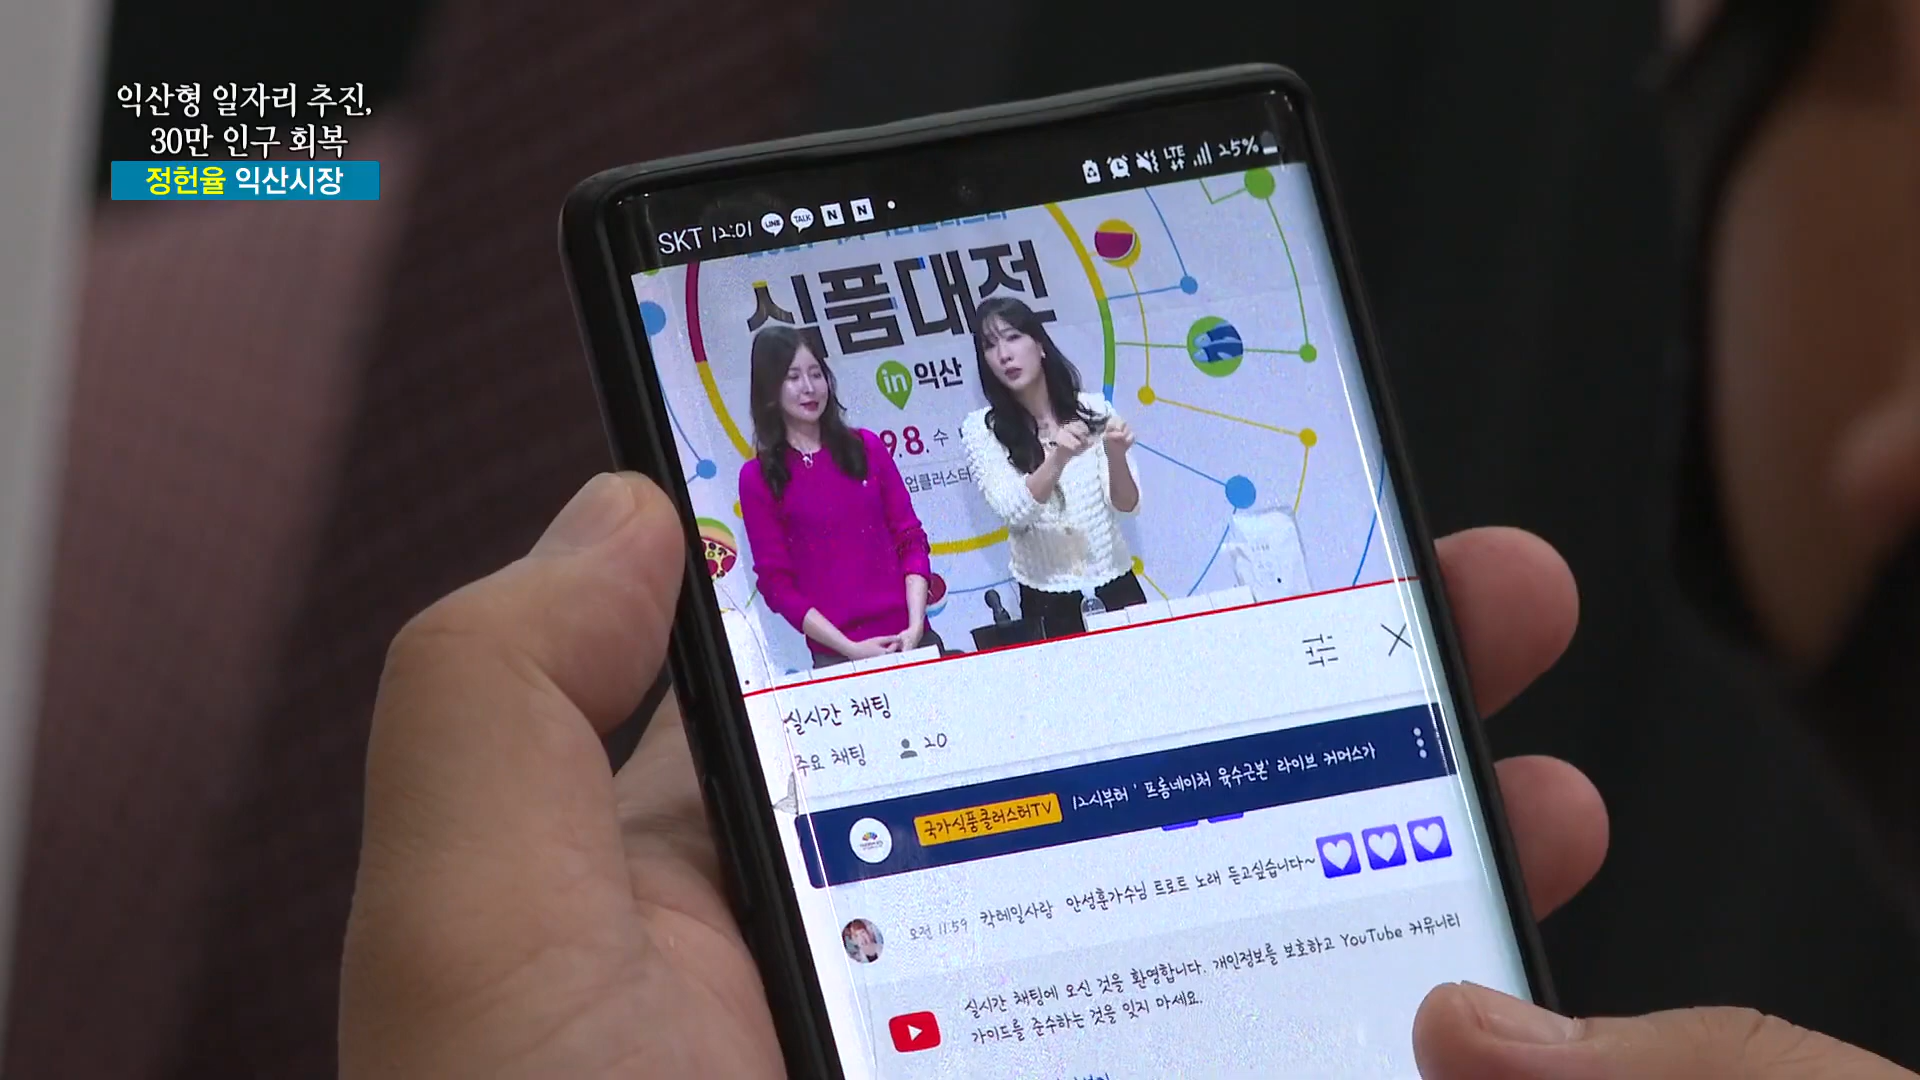 익산형 일자리 추진,
30만 인구 회복
정헌율 익산시장
SKT 12:01 LINE TALK N N
LTE 25%
식품대전
in 익산
9.8. 수
업클러스터
실시간 채팅
주요 채팅 20
국가식품클러스터TV 12시부터 ' 프롬네이처 육수근본' 라이브 커머스가
오전 11:59 칵테일사랑 안성훈가수님 트로트 노래 듣고싶습니다~
실시간 채팅에 오신 것을 환영합니다. 개인정보를 보호하고 YouTube 커뮤니티
가이드를 준수하는 것을 잊지 마세요.